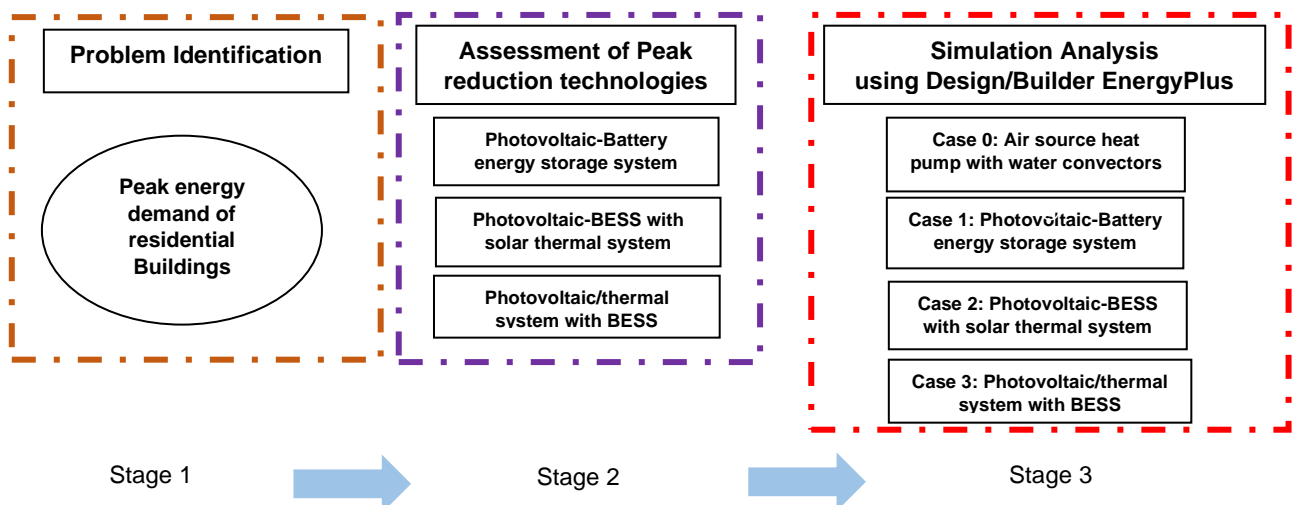 Problem Identification
Peak energy
demand of
residential
Buildings
Assessment of Peak
reduction technologies
Photovoltaic-Battery
energy storage system
Photovoltaic-BESS with
solar thermal system
Photovoltaic/thermal
system with BESS
Simulation Analysis
using Design/Builder EnergyPlus
Case 0: Air source heat
pump with water convectors
Case 1: Photovoltaic-Battery
energy storage system
Case 2: Photovoltaic-BESS
with solar thermal system
Case 3: Photovoltaic/thermal
system with BESS
Stage 1
Stage 2
Stage 3